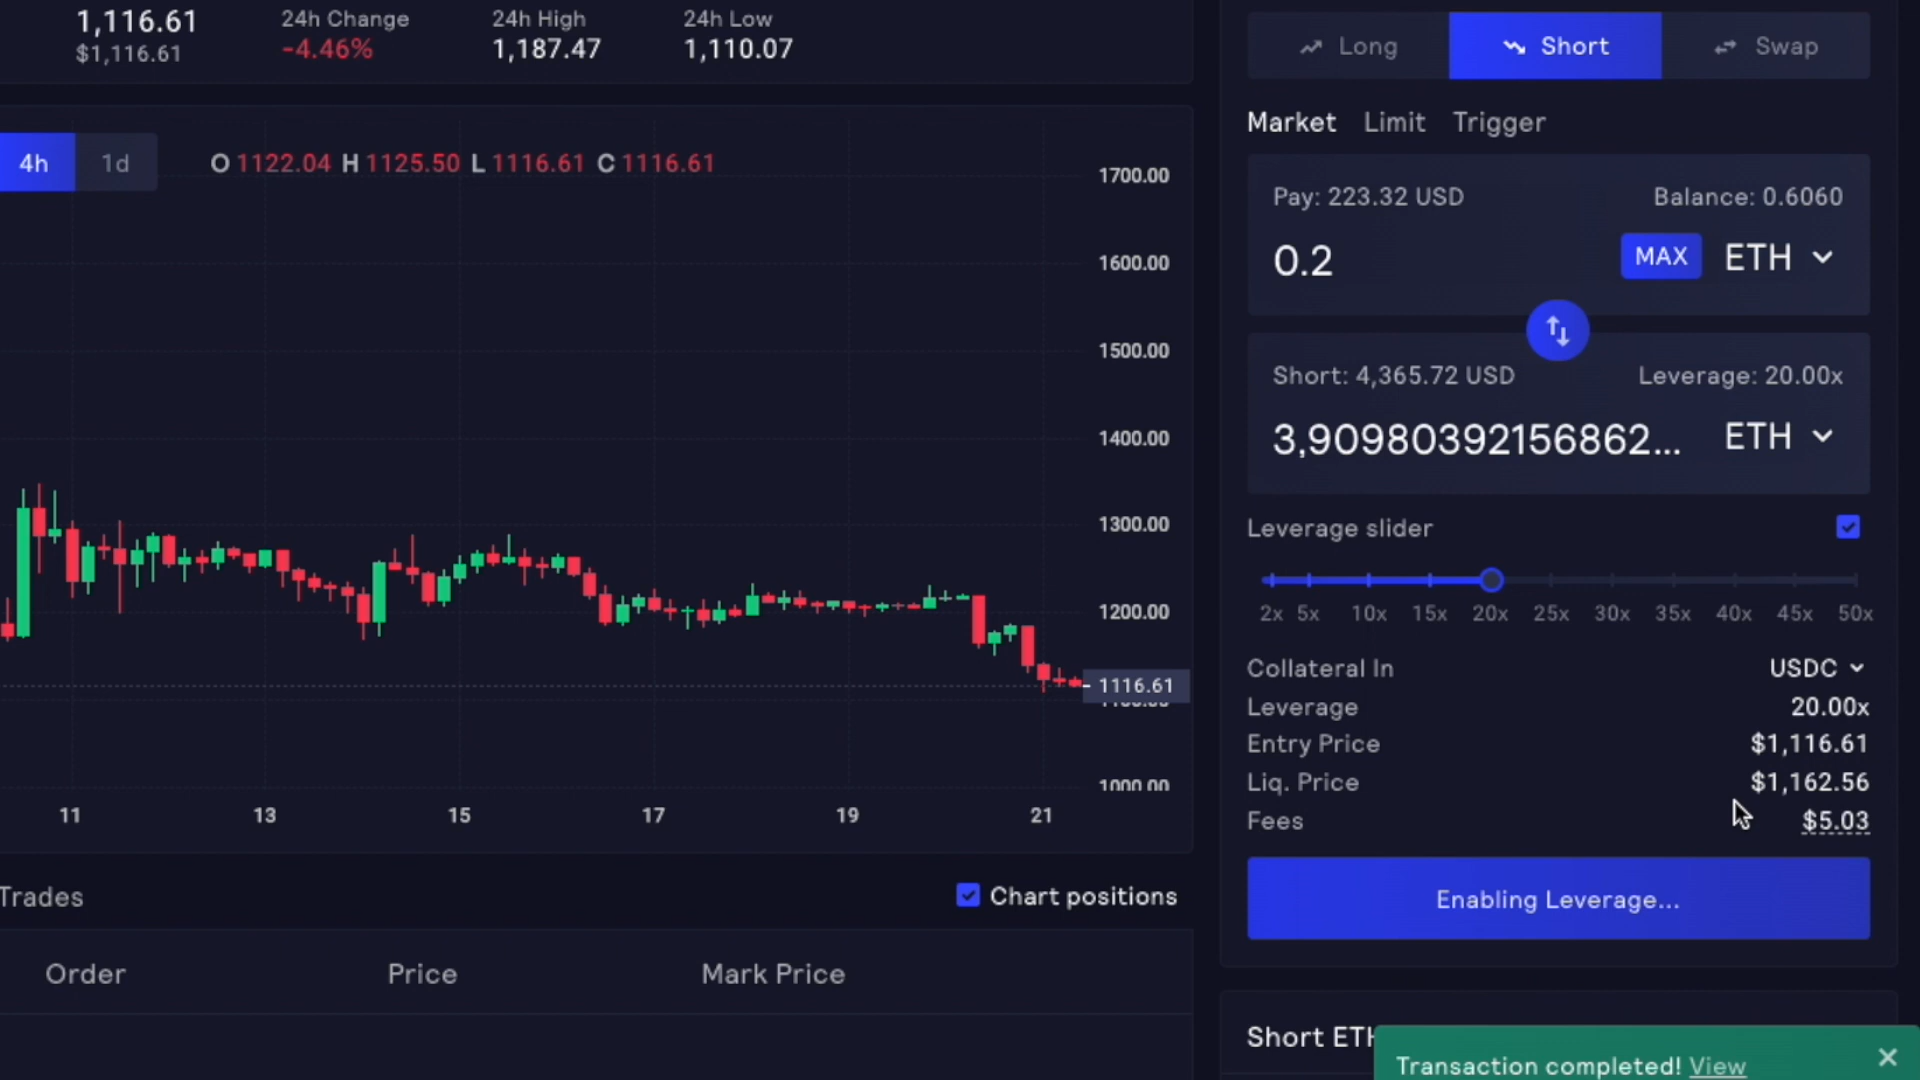 1,116.61
$1,116.61
24h Change
-4.46%
24h High
1,187.47
24h Low
1,110.07
4h 1d
O 1122.04 H 1125.50 L 1116.61 C 1116.61
1700.00
1600.00
1500.00
1400.00
1300.00
1200.00
1116.61
1000.00
11 13 15 17 19 21
Trades
Chart positions
Order Price Mark Price
Long Short Swap
Market Limit Trigger
Pay: 223.32 USD Balance: 0.6060
0.2 MAX ETH
Short: 4,365.72 USD Leverage: 20.00x
3,90980392156862... ETH
Leverage slider
2x 5x 10x 15x 20x 25x 30x 35x 40x 45x 50x
Collateral In USDC
Leverage 20.00x
Entry Price $1,116.61
Liq. Price $1,162.56
Fees $5.03
Enabling Leverage...
Short ETH
Transaction completed! View